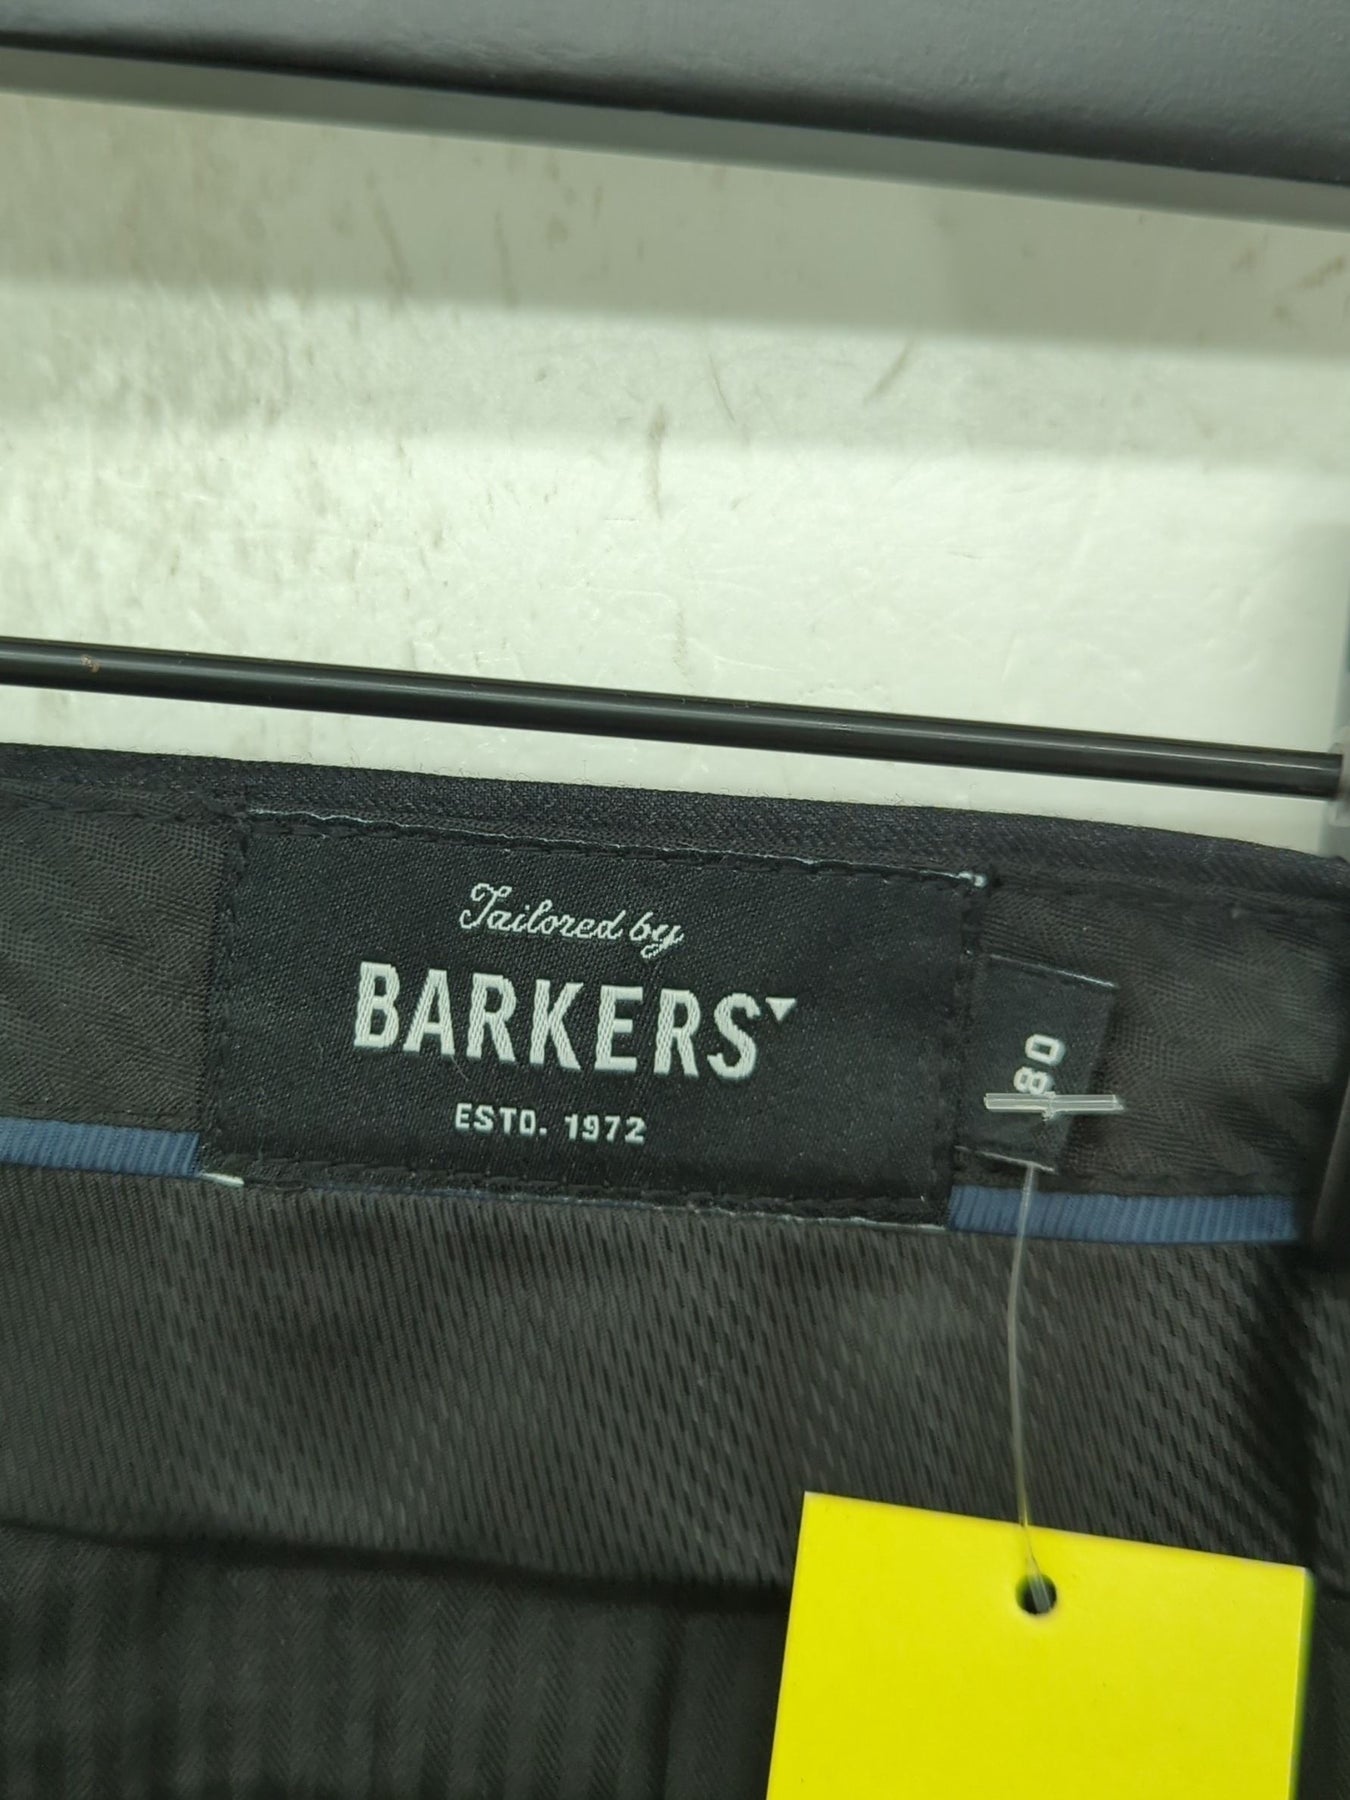 Tailored by
BARKERS
ESTD. 1972
80